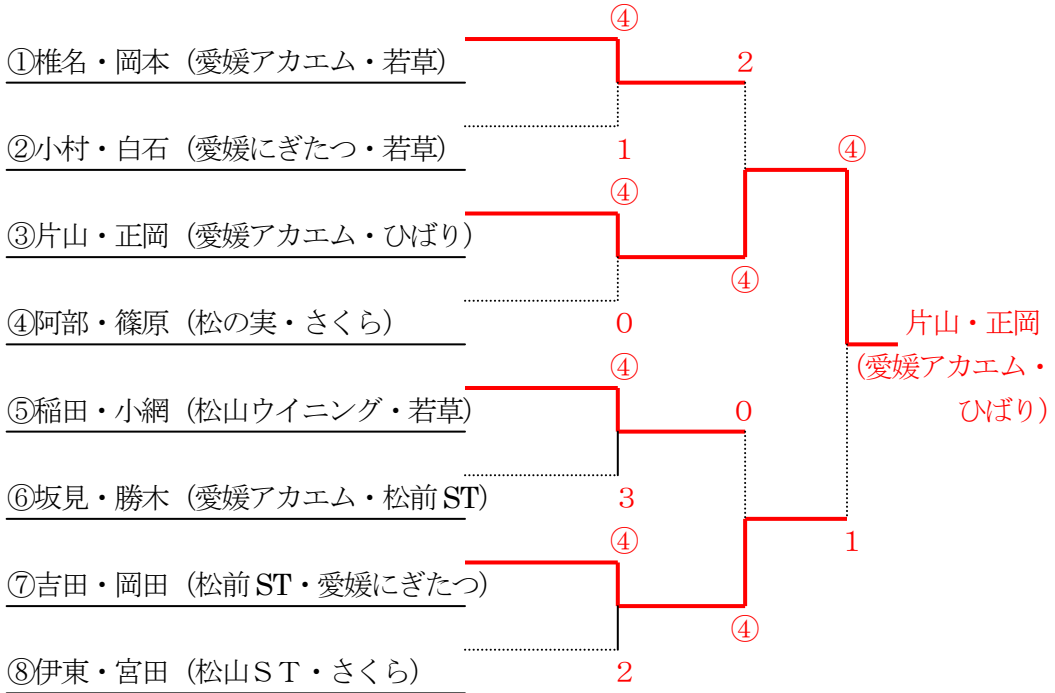 ④
①椎名・岡本（愛媛アカエム・若草）
2
②小村・白石（愛媛にぎたつ・若草）
1
④
④
③片山・正岡（愛媛アカエム・ひばり）
④
④阿部・篠原（松の実・さくら）
0
片山・正岡
（愛媛アカエム・
ひばり）
④
⑤稲田・小網（松山ウイニング・若草）
0
⑥坂見・勝木（愛媛アカエム・松前ST）
3
④
1
⑦吉田・岡田（松前ST・愛媛にぎたつ）
④
⑧伊東・宮田（松山ＳＴ・さくら）
2